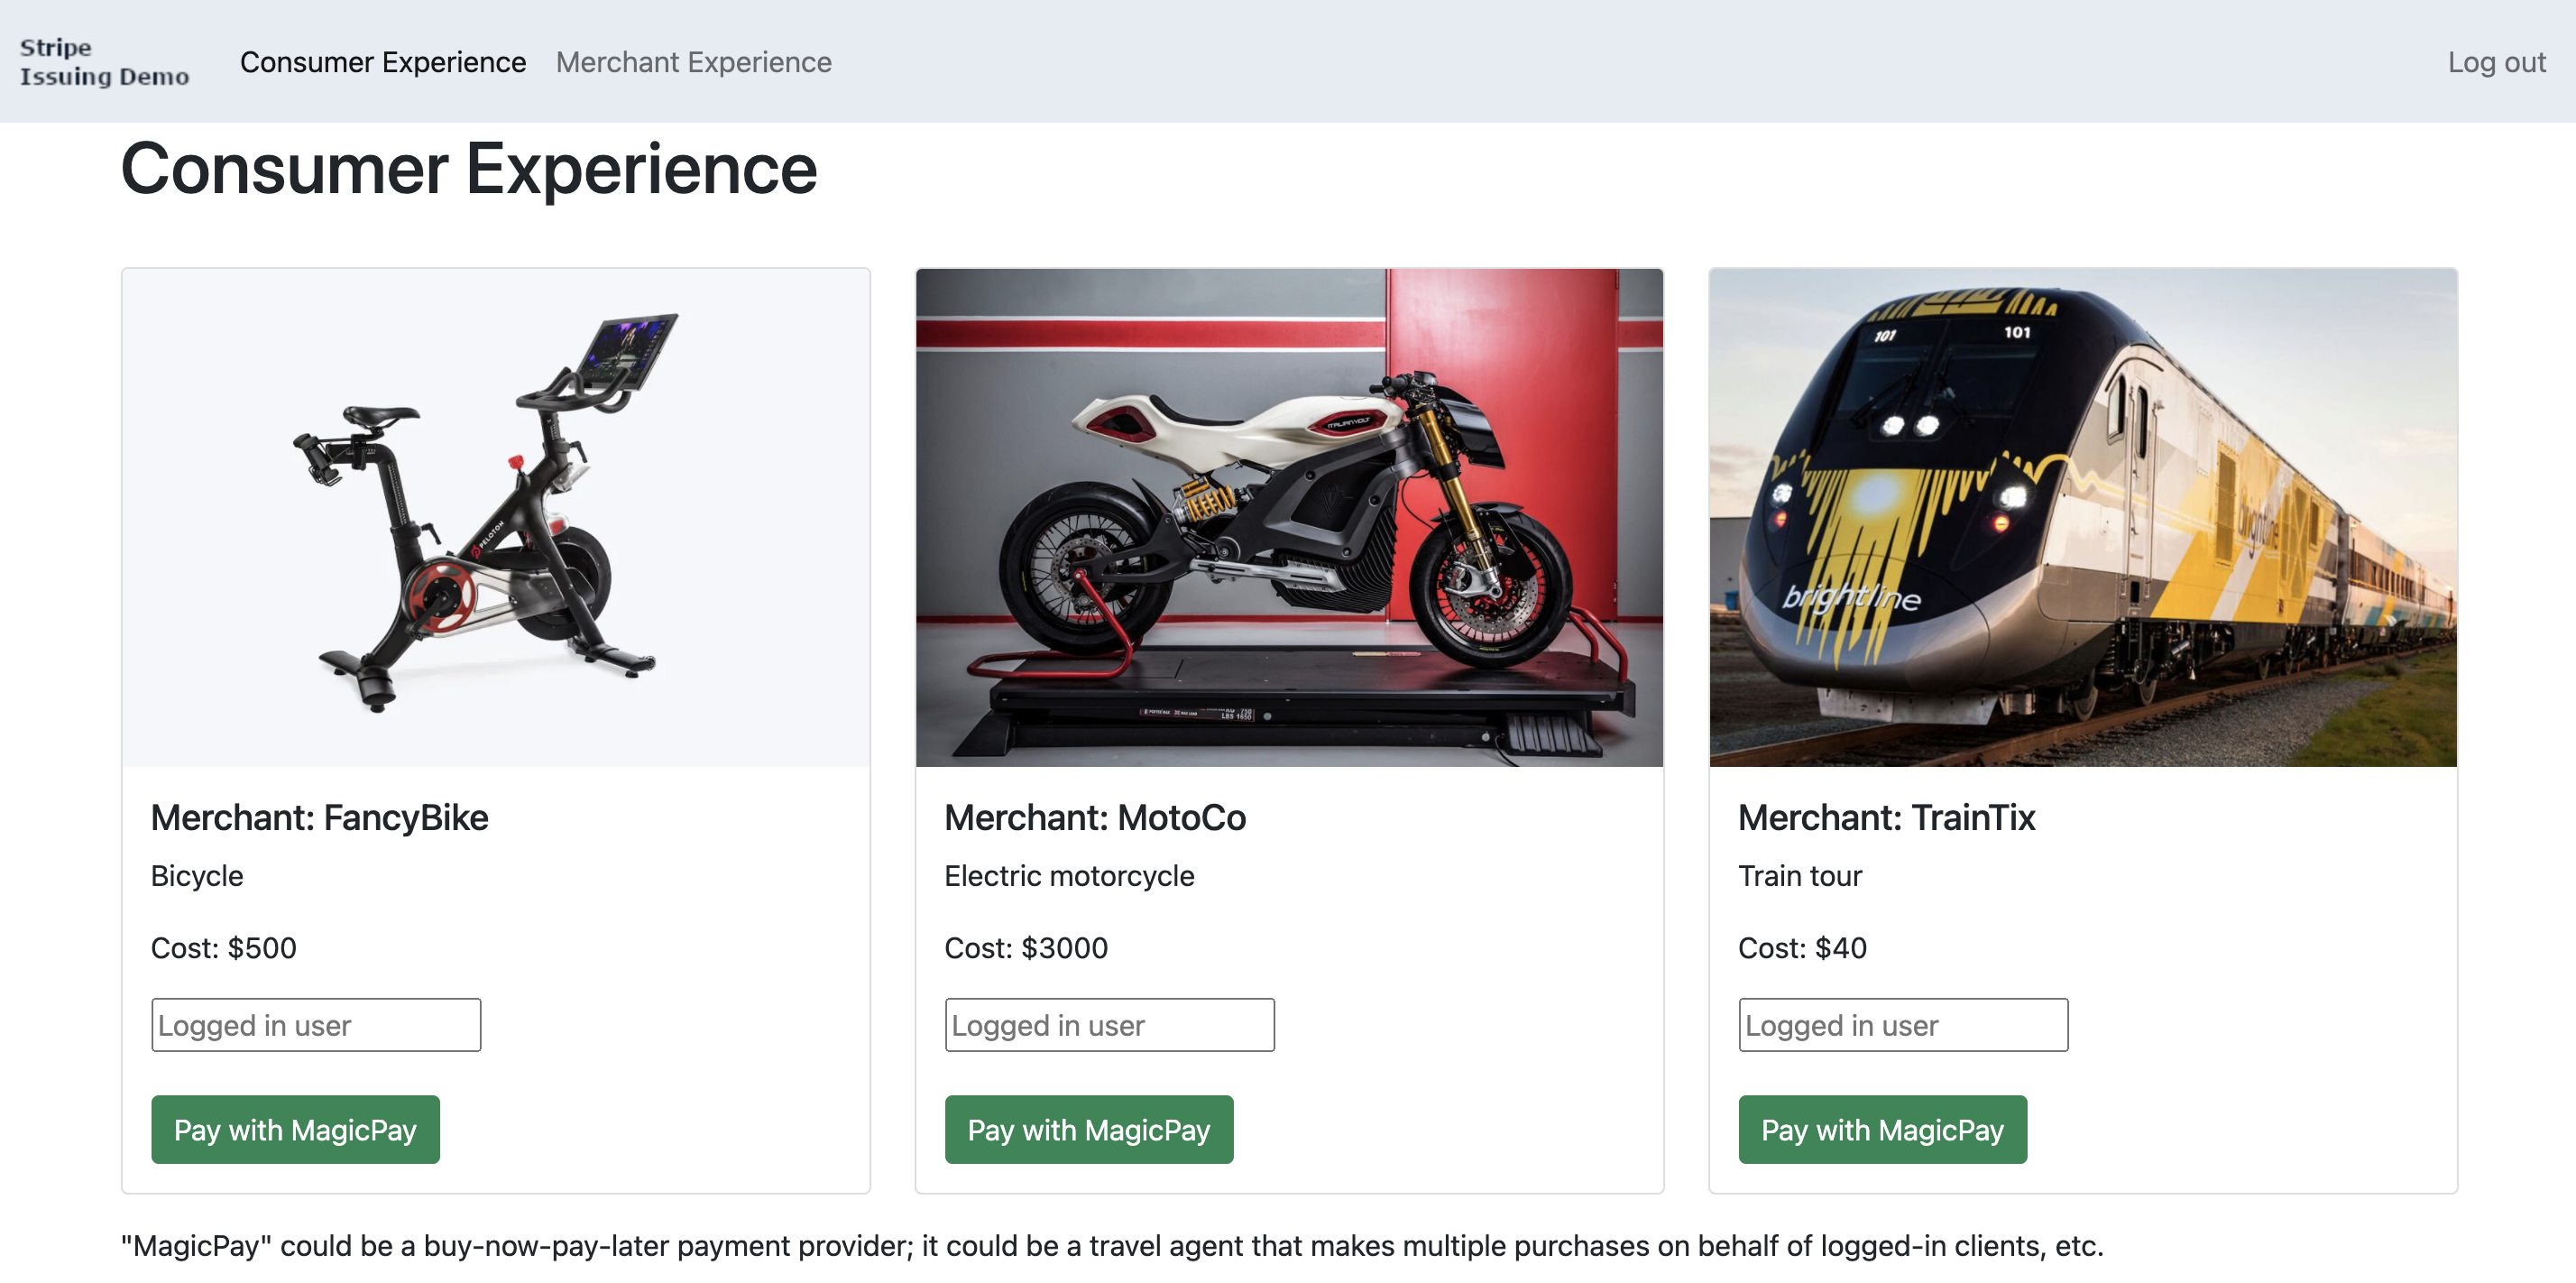 Stripe
Issuing Demo
Consumer Experience
Merchant Experience
Log out
Consumer Experience
PELOTON
ITALIAN VOLT
101
101
brightline
brightline
Merchant: FancyBike
Bicycle
Cost: $500
Logged in user
Pay with MagicPay
Merchant: MotoCo
Electric motorcycle
Cost: $3000
Logged in user
Pay with MagicPay
Merchant: TrainTix
Train tour
Cost: $40
Logged in user
Pay with MagicPay
"MagicPay" could be a buy-now-pay-later payment provider; it could be a travel agent that makes multiple purchases on behalf of logged-in clients, etc.